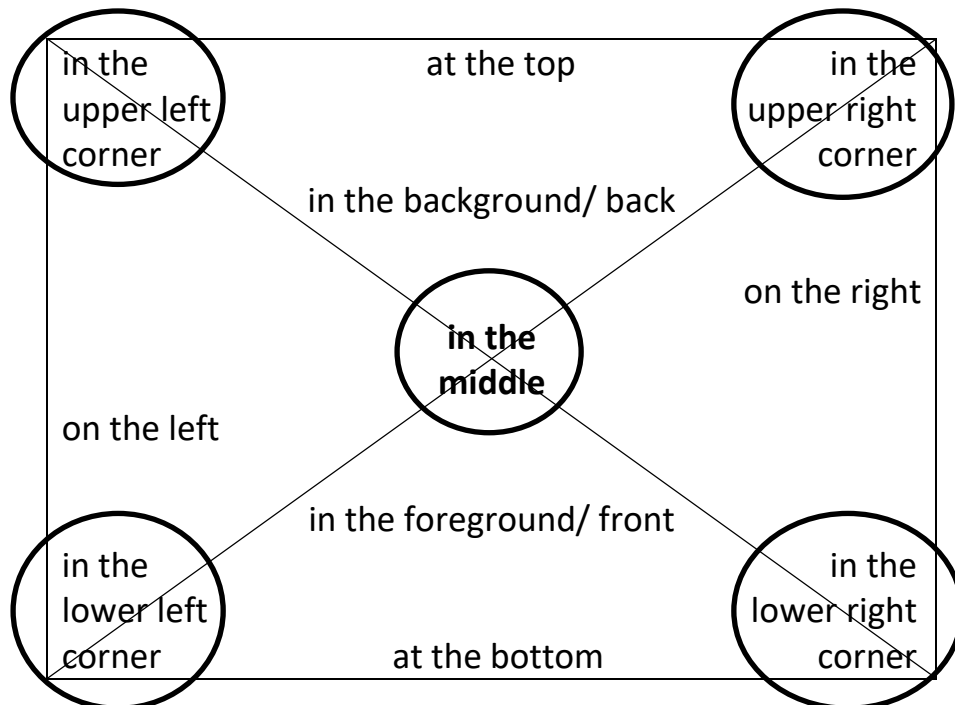 in the
upper left
corner
at the top
in the
upper right
corner
in the background/ back
on the right
in the
middle
on the left
in the foreground/ front
in the
lower left
corner
at the bottom
in the
lower right
corner